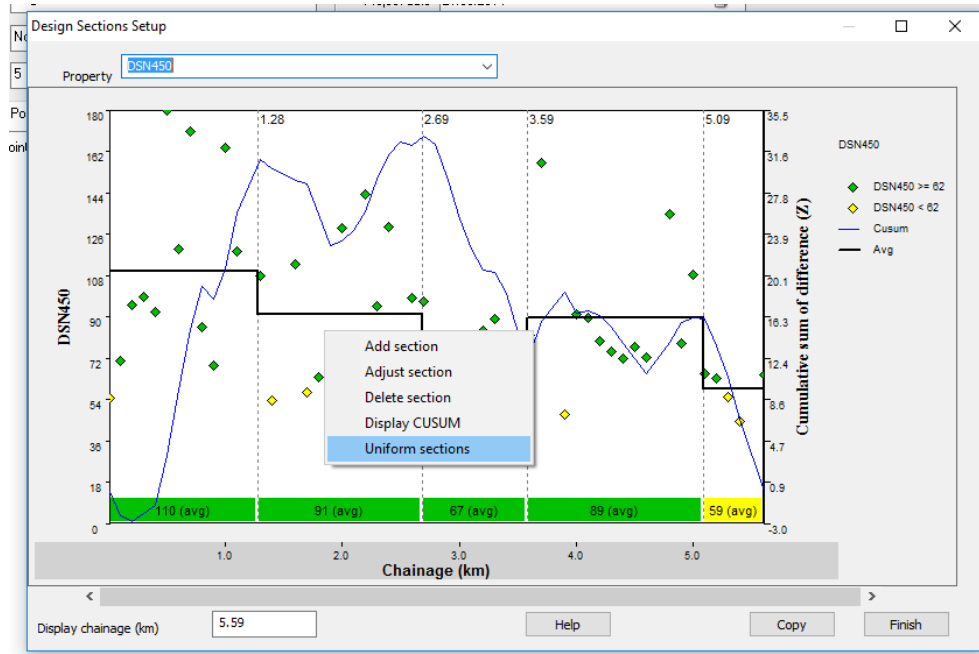 Design Sections Setup
No
5
Po
oint
Property DSN450
180
162
144
126
108
90
72
54
36
18
0
DSN450
1.28
2.69
3.59
5.09
35.5
31.6
27.8
23.9
20.1
16.3
12.4
8.6
4.7
0.9
-3.0
Cumulative sum of difference (Z)
DSN450
DSN450 >= 62
DSN450 < 62
Cusum
Avg
Add section
Adjust section
Delete section
Display CUSUM
Uniform sections
110 (avg)
91 (avg)
67 (avg)
89 (avg)
59 (avg)
1.0
2.0
3.0
4.0
5.0
Chainage (km)
Display chainage (km) 5.59
Help
Copy
Finish